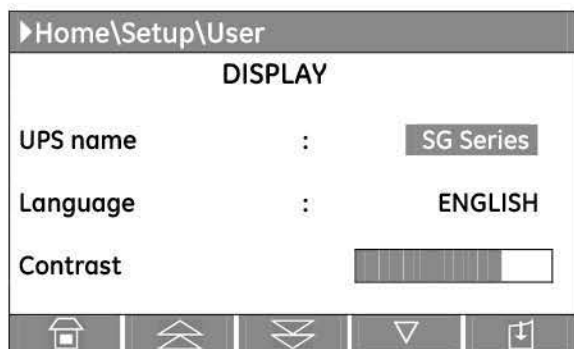 ▶Home\Setup\User
DISPLAY
UPS name : SG Series
Language : ENGLISH
Contrast